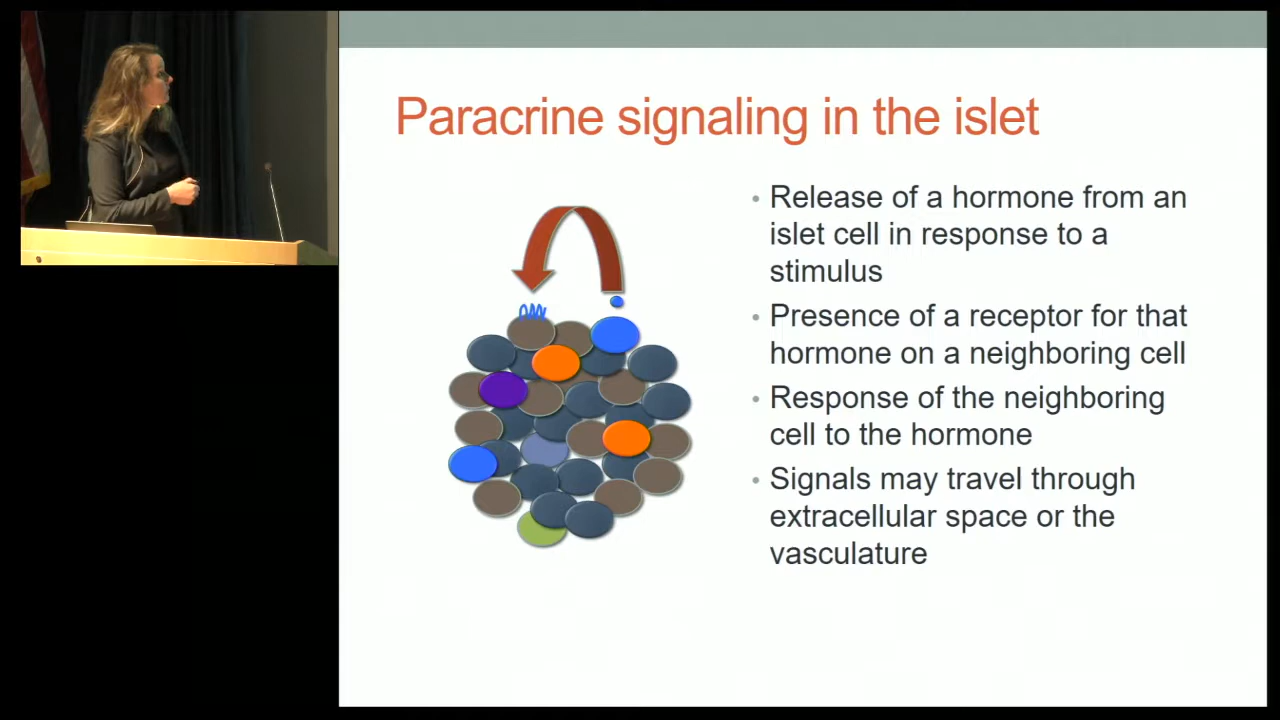 Paracrine signaling in the islet
• Release of a hormone from an
islet cell in response to a
stimulus
• Presence of a receptor for that
hormone on a neighboring cell
• Response of the neighboring
cell to the hormone
• Signals may travel through
extracellular space or the
vasculature